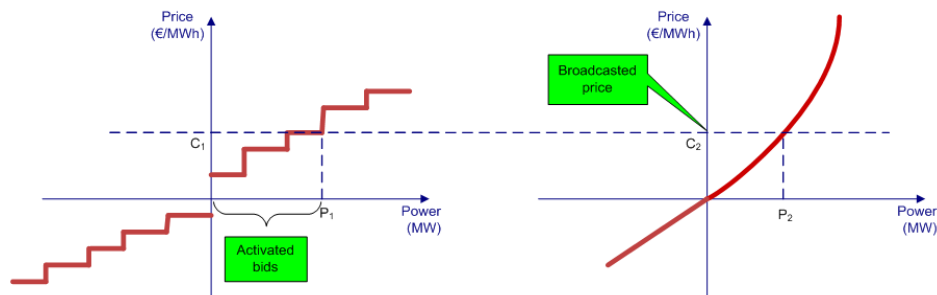 Price
(€/MWh)
Price
(€/MWh)
Broadcasted
price
C1
C2
P1
Power
(MW)
P2
Power
(MW)
Activated
bids